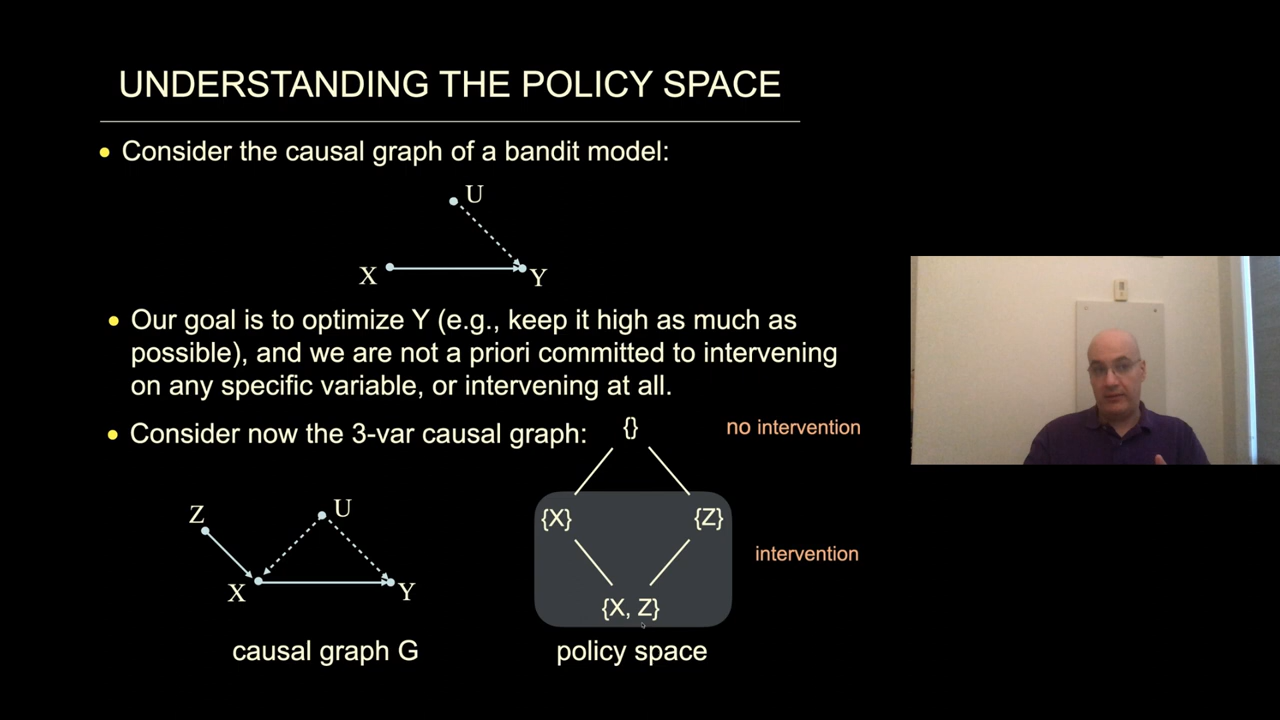 UNDERSTANDING THE POLICY SPACE
Consider the causal graph of a bandit model:
U
X
Y
Our goal is to optimize Y (e.g., keep it high as much as
possible), and we are not a priori committed to intervening
on any specific variable, or intervening at all.
Consider now the 3-var causal graph:
{}
no intervention
Z
U
X
Y
{X}
{Z}
intervention
{X, Z}
causal graph G
policy space